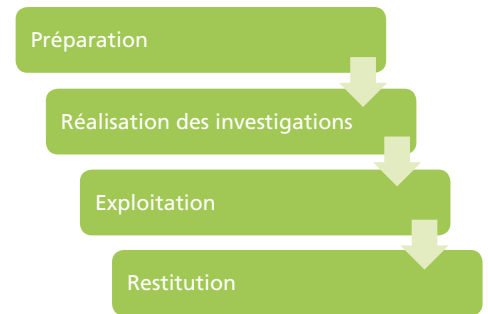 Préparation
Réalisation des investigations
Exploitation
Restitution